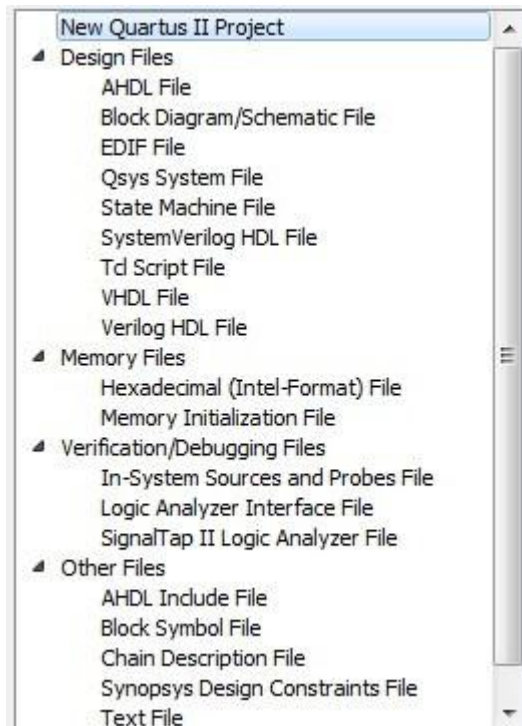 New Quartus II Project
Design Files
AHDL File
Block Diagram/Schematic File
EDIF File
Qsys System File
State Machine File
SystemVerilog HDL File
Tcl Script File
VHDL File
Verilog HDL File
Memory Files
Hexadecimal (Intel-Format) File
Memory Initialization File
Verification/Debugging Files
In-System Sources and Probes File
Logic Analyzer Interface File
SignalTap II Logic Analyzer File
Other Files
AHDL Include File
Block Symbol File
Chain Description File
Synopsys Design Constraints File
Text File